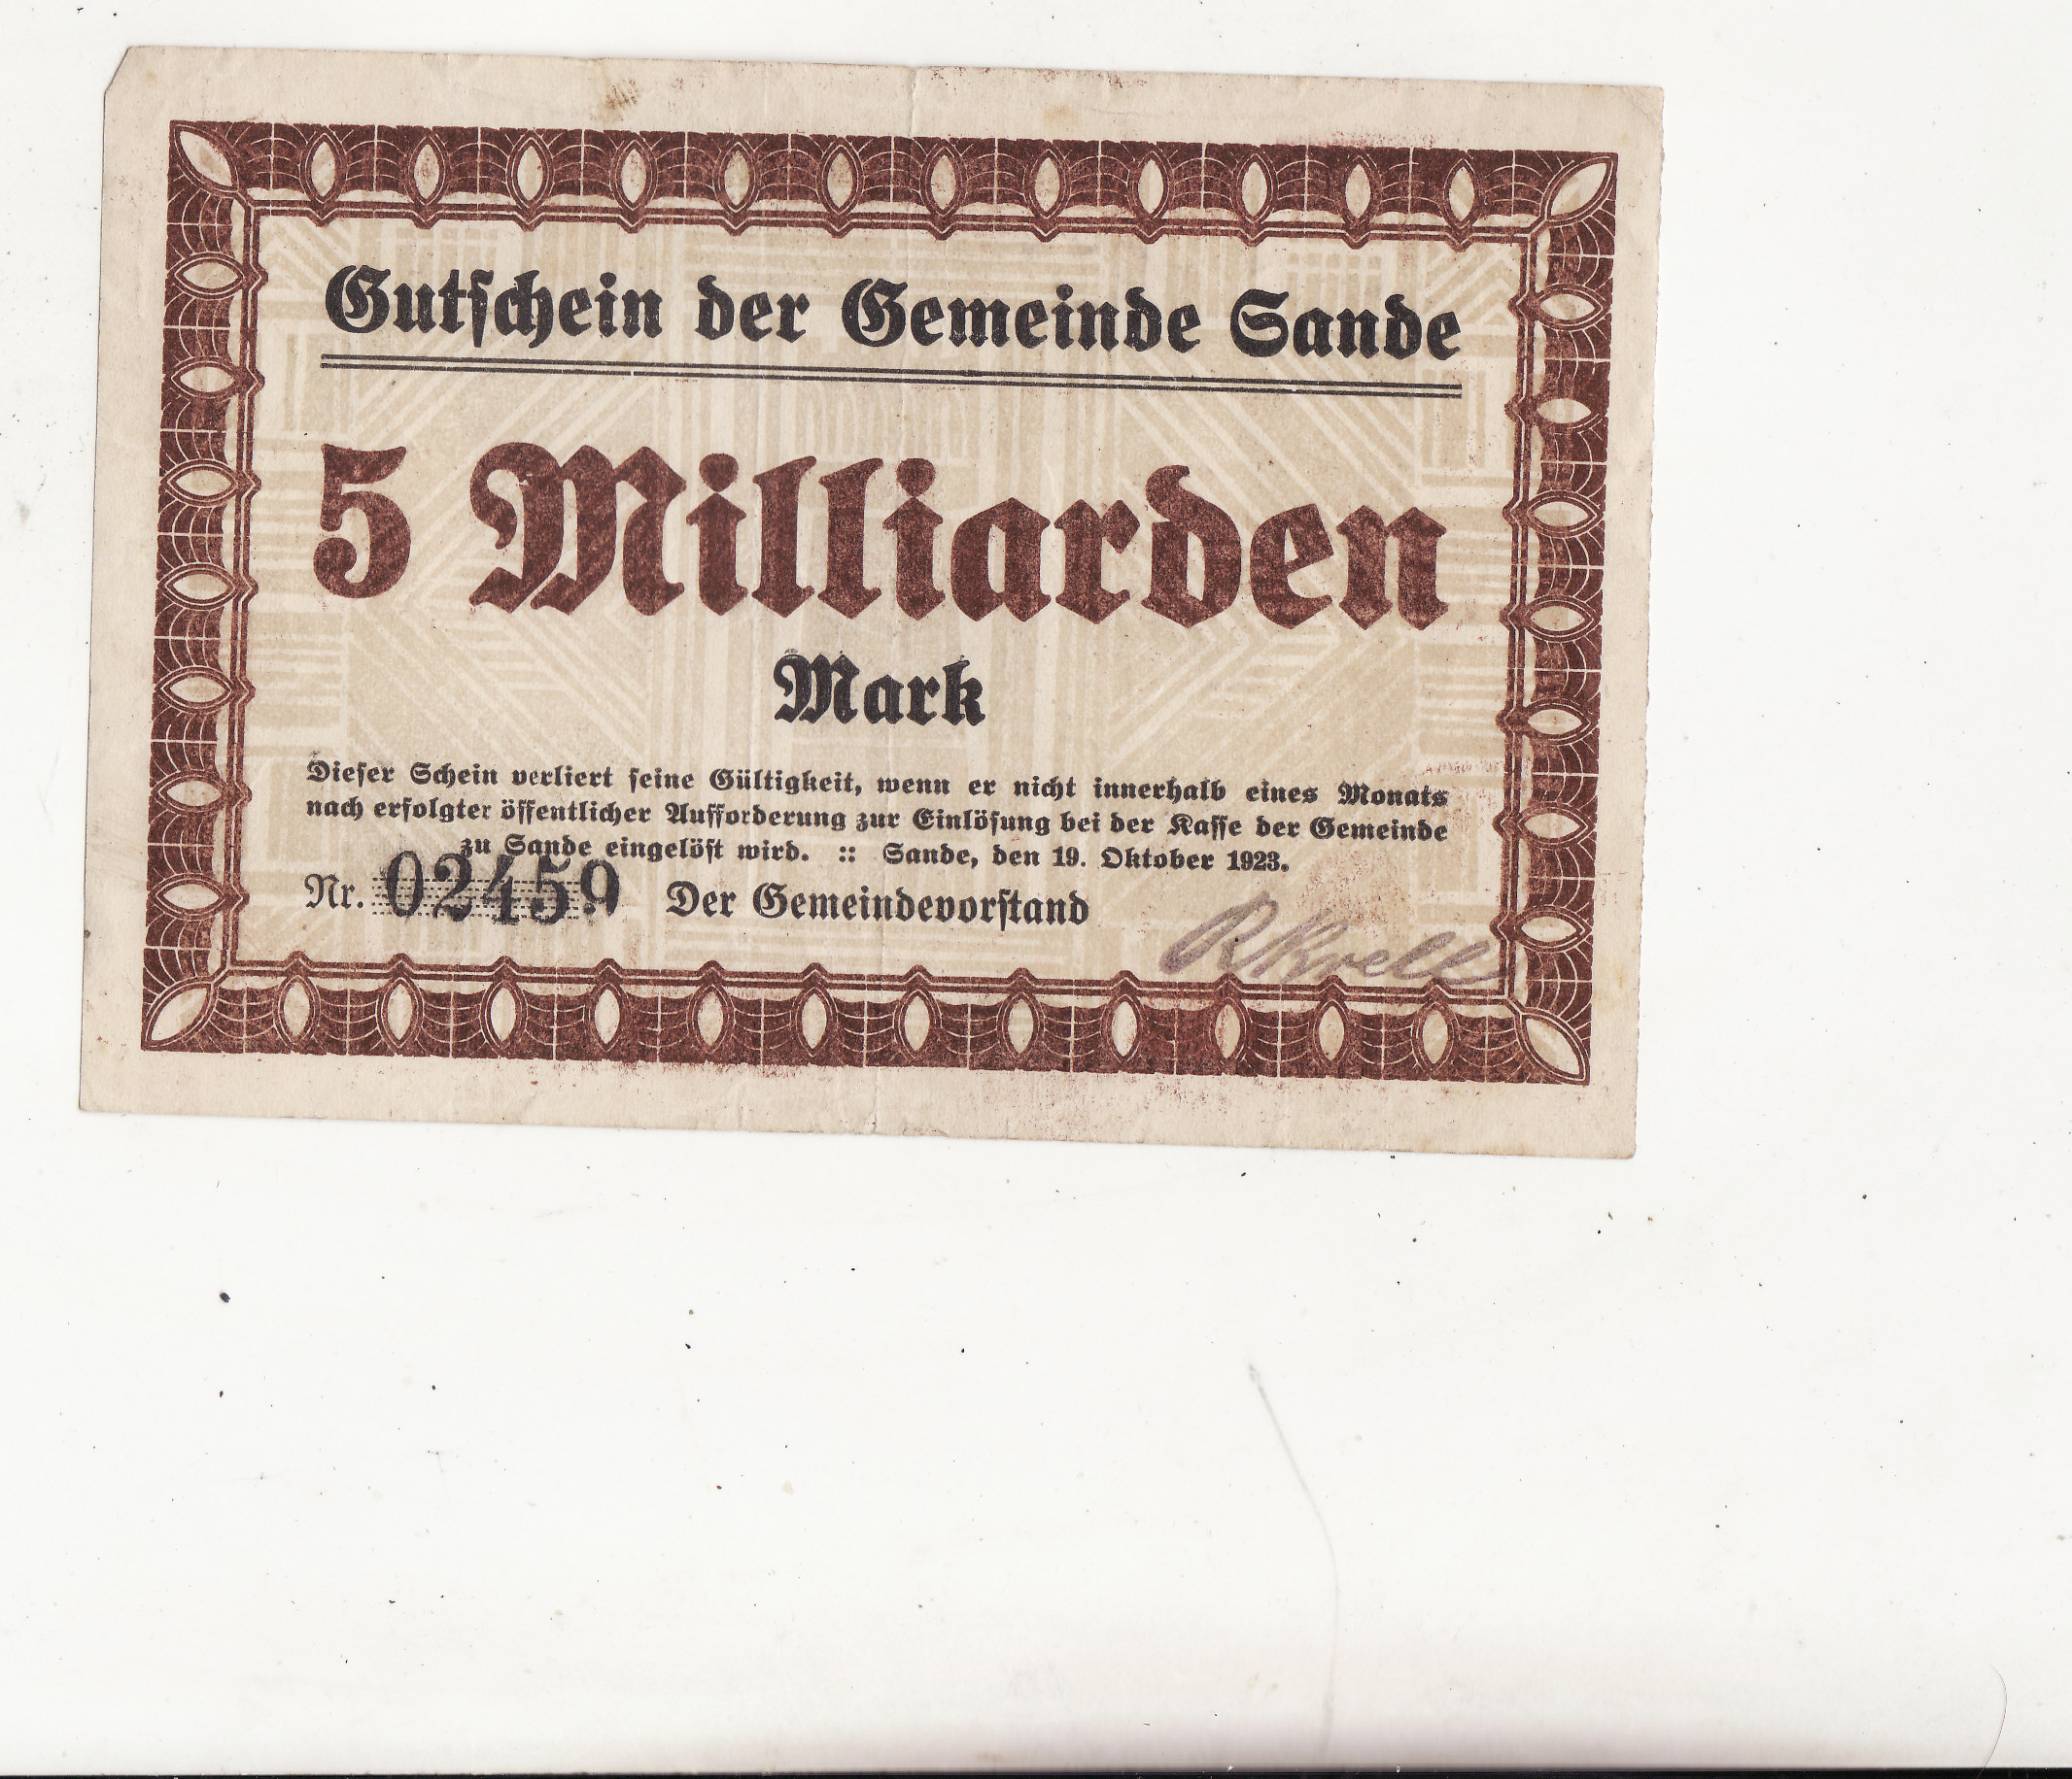 Gutschein der Gemeinde Sande
5 Milliarden
Mark
Dieser Schein verliert seine Gültigkeit, wenn er nicht innerhalb eines Monats
nach erfolgter öffentlicher Aufforderung zur Einlösung bei der Kasse der Gemeinde
zu Sande eingelöst wird. :: Sande, den 19. Oktober 1923.
Nr. 02459 Der Gemeindevorstand
R Krell